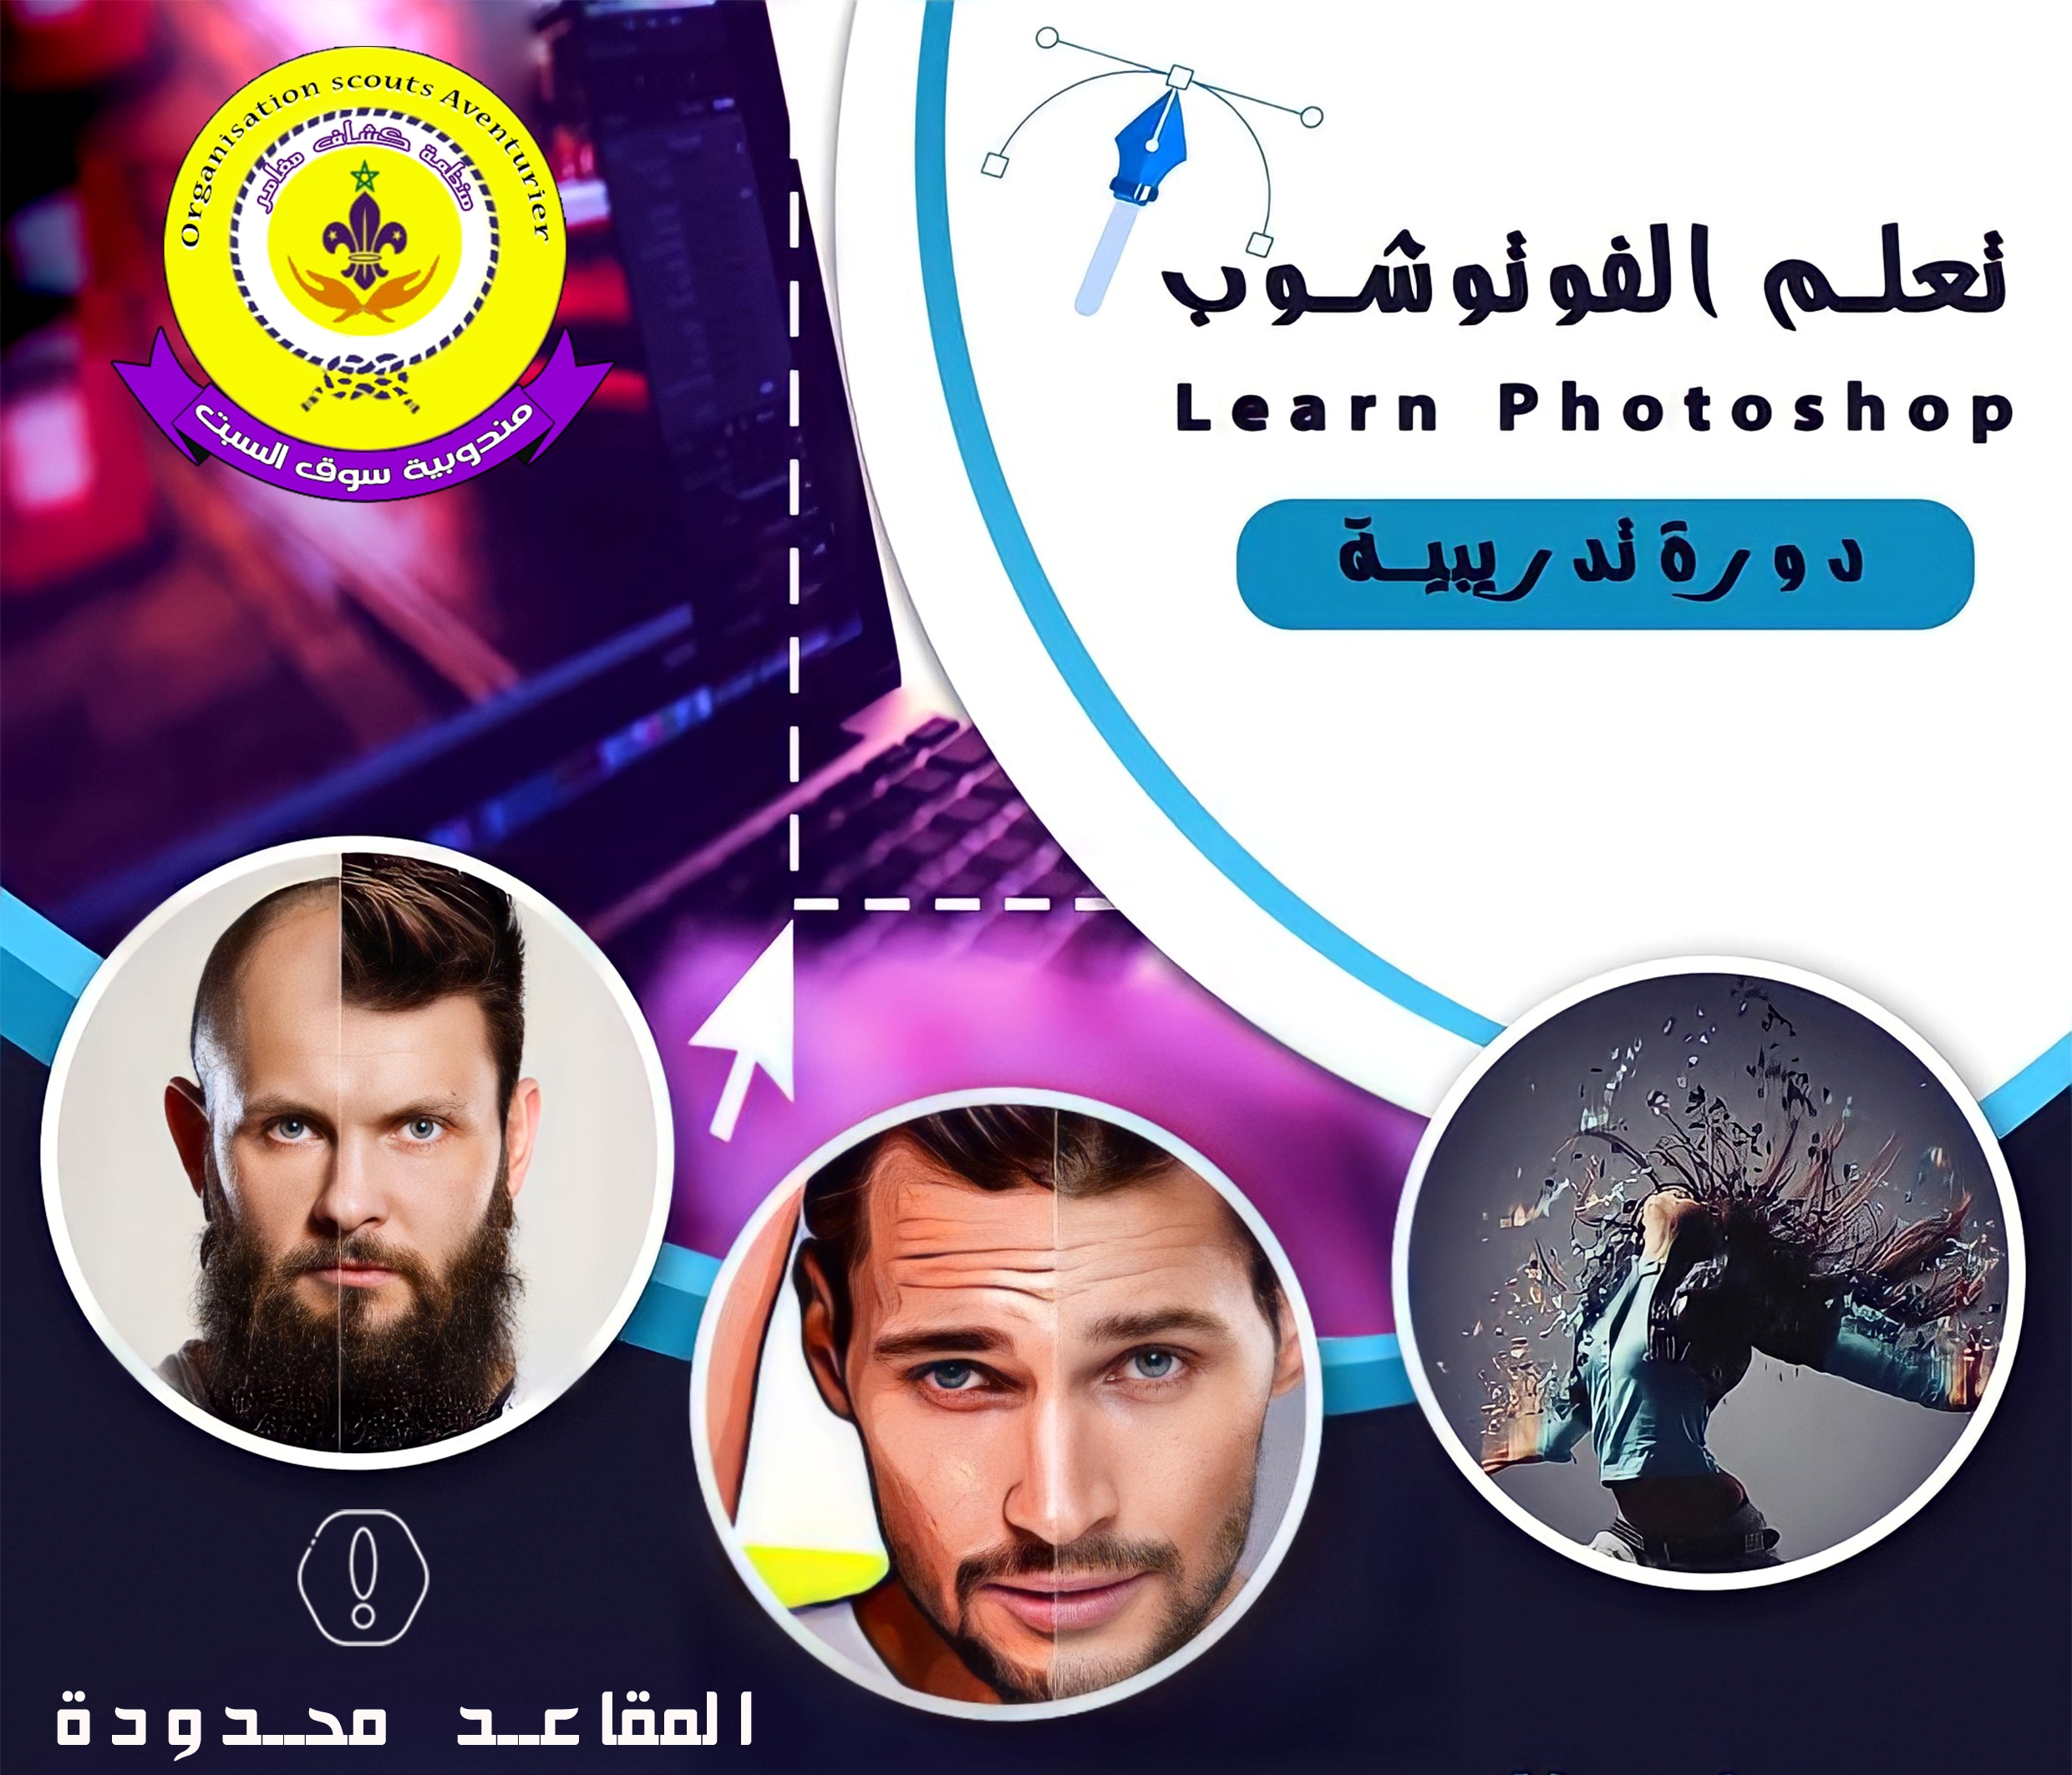 Organisation scouts Aventurier
منظمة كشاف مغامر
مندوبية سوق السبت
تعلم الفوتوشوب
Learn Photoshop
دورة تدريبية
المقاعد محدودة